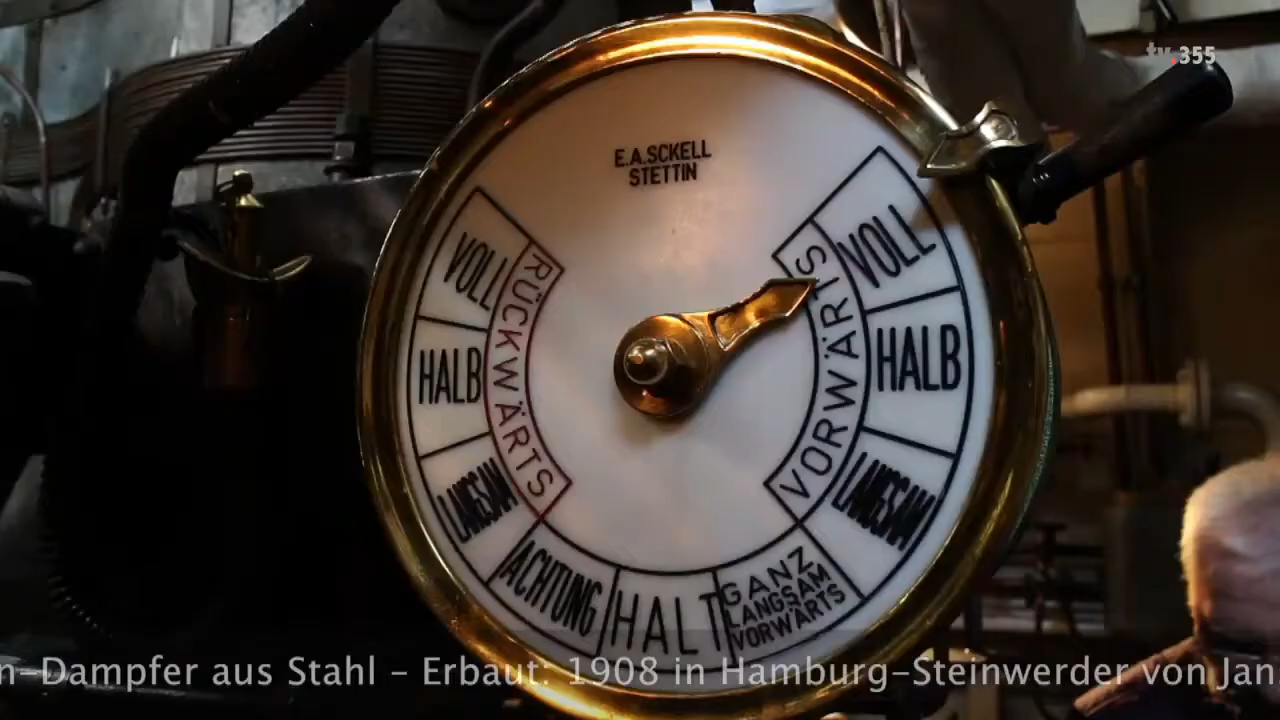 tv.355
E.A.SCKELL
STETTIN
VOLL
HALB
LANGSAM
RÜCKWÄRTS
ACHTUNG
HALT
GANZ
LANGSAM
VORWÄRTS
VORWÄRTS
VOLL
HALB
LANGSAM
n-Dampfer aus Stahl - Erbaut: 1908 in Hamburg-Steinwerder von Jan